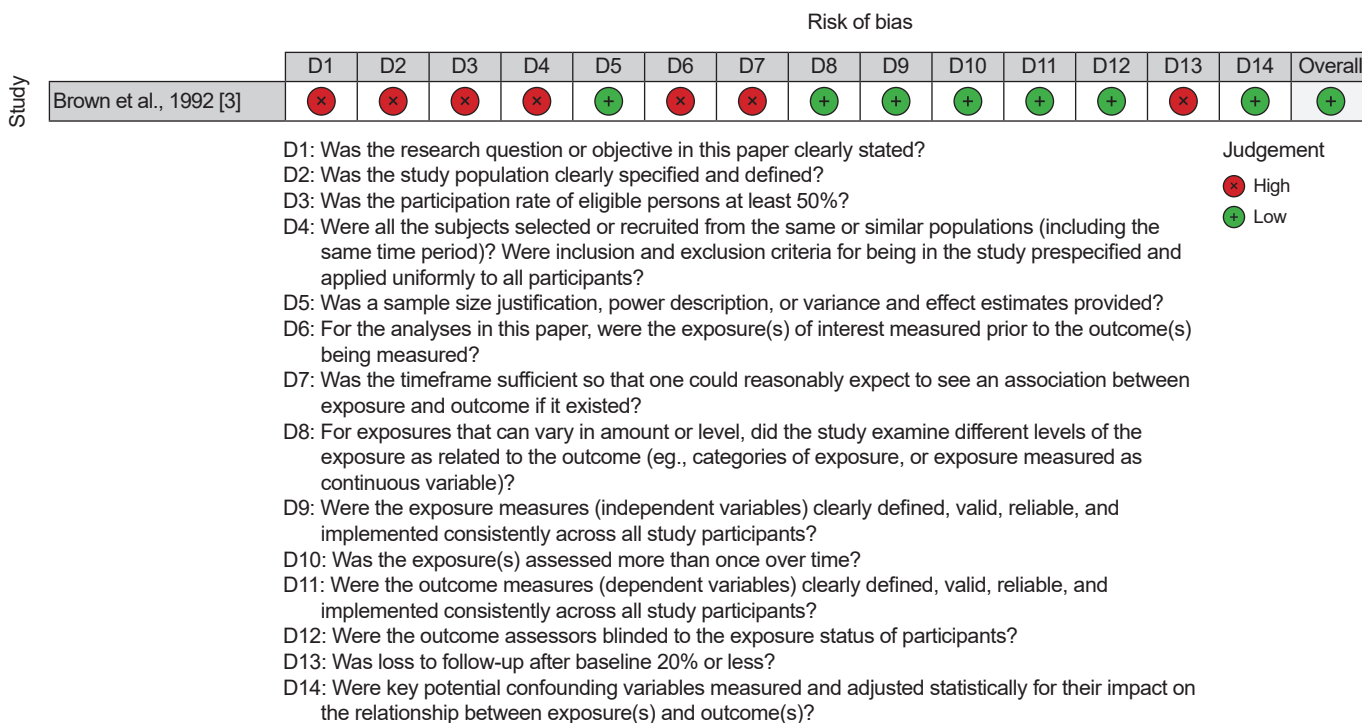 Risk of bias
Study
D1 D2 D3 D4 D5 D6 D7 D8 D9 D10 D11 D12 D13 D14 Overall
Brown et al., 1992 [3] × × × × + × × + + + + + × + +
D1: Was the research question or objective in this paper clearly stated?
D2: Was the study population clearly specified and defined?
D3: Was the participation rate of eligible persons at least 50%?
D4: Were all the subjects selected or recruited from the same or similar populations (including the
same time period)? Were inclusion and exclusion criteria for being in the study prespecified and
applied uniformly to all participants?
D5: Was a sample size justification, power description, or variance and effect estimates provided?
D6: For the analyses in this paper, were the exposure(s) of interest measured prior to the outcome(s)
being measured?
D7: Was the timeframe sufficient so that one could reasonably expect to see an association between
exposure and outcome if it existed?
D8: For exposures that can vary in amount or level, did the study examine different levels of the
exposure as related to the outcome (eg., categories of exposure, or exposure measured as
continuous variable)?
D9: Were the exposure measures (independent variables) clearly defined, valid, reliable, and
implemented consistently across all study participants?
D10: Was the exposure(s) assessed more than once over time?
D11: Were the outcome measures (dependent variables) clearly defined, valid, reliable, and
implemented consistently across all study participants?
D12: Were the outcome assessors blinded to the exposure status of participants?
D13: Was loss to follow-up after baseline 20% or less?
D14: Were key potential confounding variables measured and adjusted statistically for their impact on
the relationship between exposure(s) and outcome(s)?
Judgement
× High
+ Low